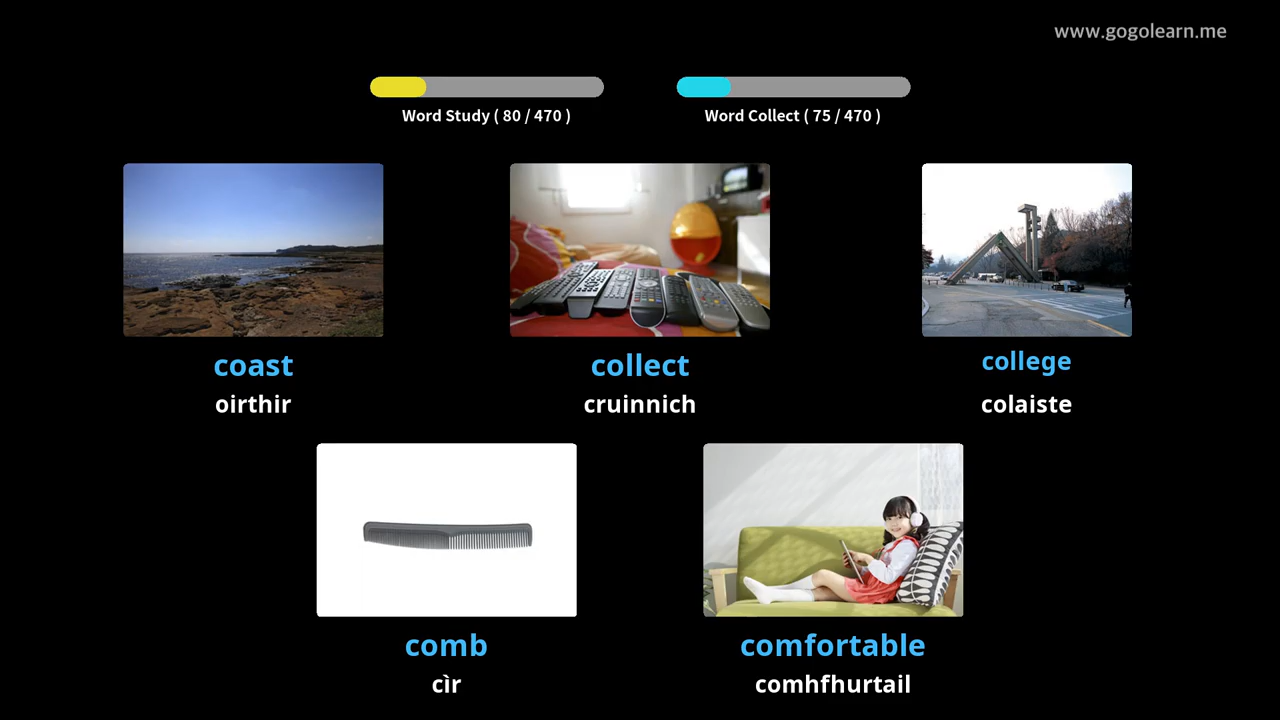 www.gogolearn.me
Word Study ( 80 / 470 )
Word Collect ( 75 / 470 )
coast
oirthir
collect
cruinnich
college
colaiste
comb
cìr
comfortable
comhfhurtail